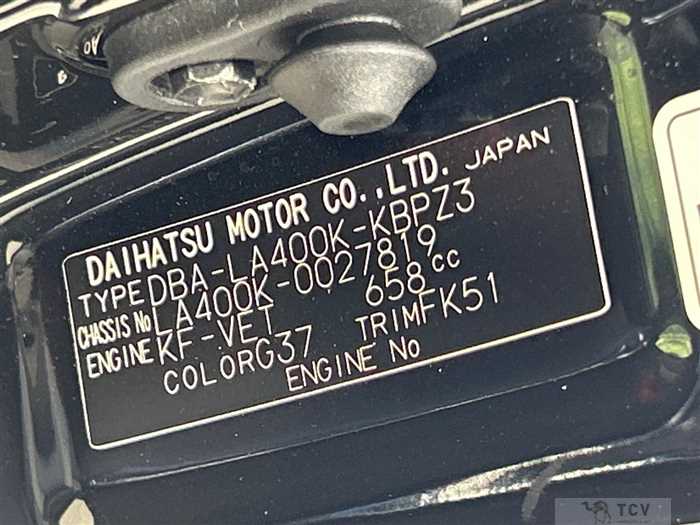 DAIHATSU MOTOR CO.,LTD. JAPAN
TYPE DBA-LA400K-KBPZ3
CHASSIS No LA400K-0027819
ENGINE KF-VET 658 cc
COLOR G37 TRIM FK51
ENGINE No
TCV